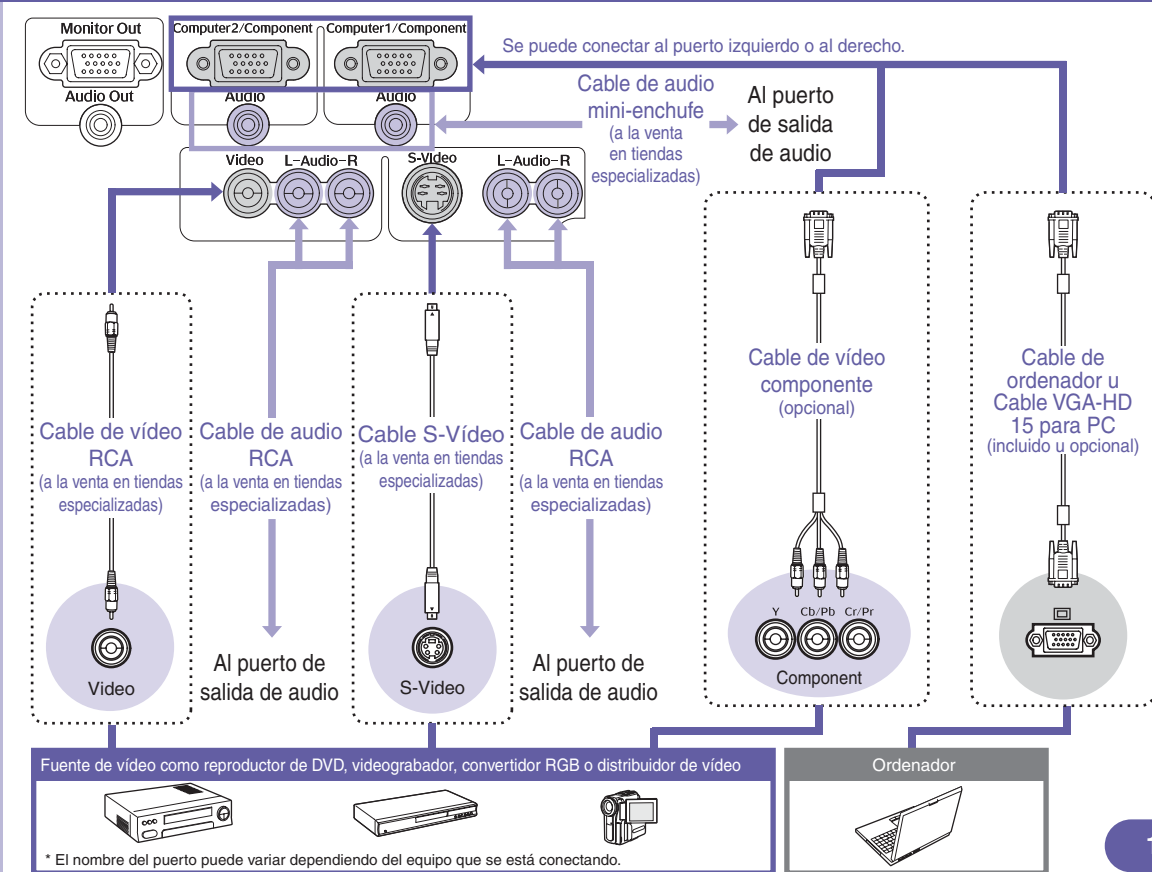 Monitor Out
Computer2/Component
Computer1/Component
Se puede conectar al puerto izquierdo o al derecho.
Audio Out
Audio
Audio
Cable de audio
mini-enchufe
(a la venta
en tiendas
especializadas)
Al puerto
de salida
de audio
Video
L-Audio-R
S-Video
L-Audio-R
Cable de vídeo
RCA
(a la venta en tiendas
especializadas)
Cable de audio
RCA
(a la venta en tiendas
especializadas)
Cable S-Vídeo
(a la venta en tiendas
especializadas)
Cable de audio
RCA
(a la venta en tiendas
especializadas)
Cable de vídeo
componente
(opcional)
Cable de
ordenador u
Cable VGA-HD
15 para PC
(incluido u opcional)
Video
Al puerto de
salida de audio
S-Video
Al puerto de
salida de audio
Y
Cb/Pb
Cr/Pr
Component
Fuente de vídeo como reproductor de DVD, videograbador, convertidor RGB o distribuidor de vídeo
* El nombre del puerto puede variar dependiendo del equipo que se está conectando.
Ordenador